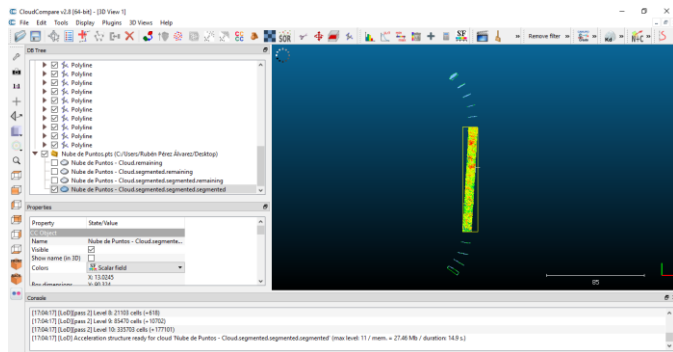 CloudCompare v2.8 [64-bit] - [3D View 1]
File Edit Tools Display Plugins 3D Views Help
SOR
SF
Remove filter
N+C
DB Tree
Polyline
Polyline
Polyline
Polyline
Polyline
Polyline
Polyline
Polyline
Polyline
Nube de Puntos.pts (C:/Users/Rubén Pérez Álvarez/Desktop)
Nube de Puntos - Cloud.remaining
Nube de Puntos - Cloud.segmented.remaining
Nube de Puntos - Cloud.segmented.segmented.remaining
Nube de Puntos - Cloud.segmented.segmented.segmented
1:1
Properties
Property State/Value
CC Object
Name Nube de Puntos - Cloud.segmente...
Visible
Show name (in 3D)
Colors Scalar field
X: 13.0245
85
Console
[17:04:17] [LoD][pass 2] Level 8: 21103 cells (+618)
[17:04:17] [LoD][pass 2] Level 9: 85470 cells (+10702)
[17:04:17] [LoD][pass 2] Level 10: 335703 cells (+177101)
[17:04:17] [LoD] Acceleration structure ready for cloud 'Nube de Puntos - Cloud.segmented.segmented.segmented' (max level: 11 / mem. = 27.46 Mb / duration: 14.9 s.)